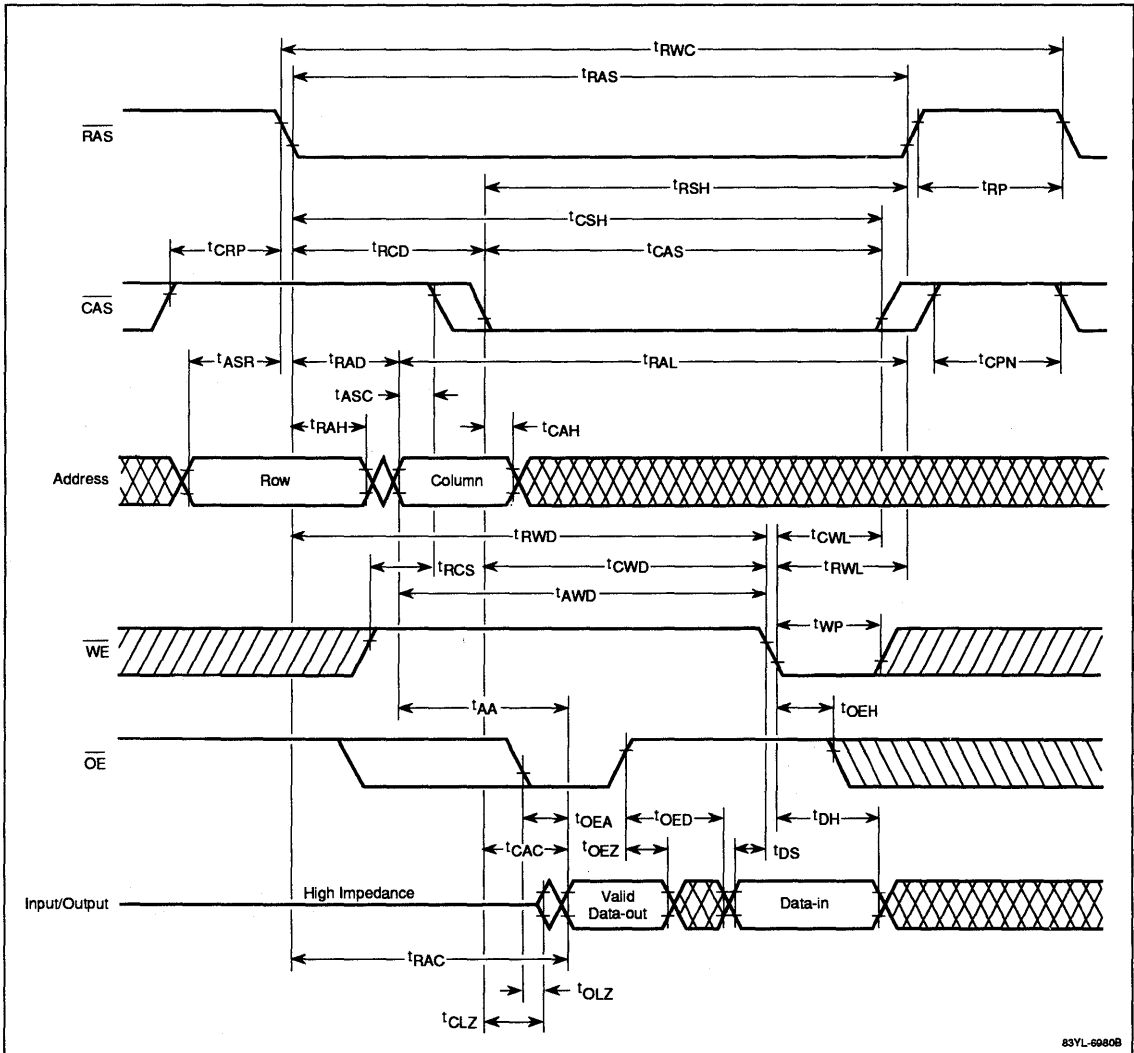 tRWC
tRAS
RAS
tRSH
tRP
tCSH
tCRP
tRCD
tCAS
CAS
tASR
tRAD
tRAL
tCPN
tASC
tRAH
tCAH
Address
Row
Column
tRWD
tCWL
tRCS
tCWD
tRWL
tAWD
tWP
WE
tAA
tOEH
OE
tOEA
tOED
tDH
tCAC
tOEZ
tDS
Input/Output
High Impedance
Valid
Data-out
Data-in
tRAC
tOLZ
tCLZ
83YL-6980B